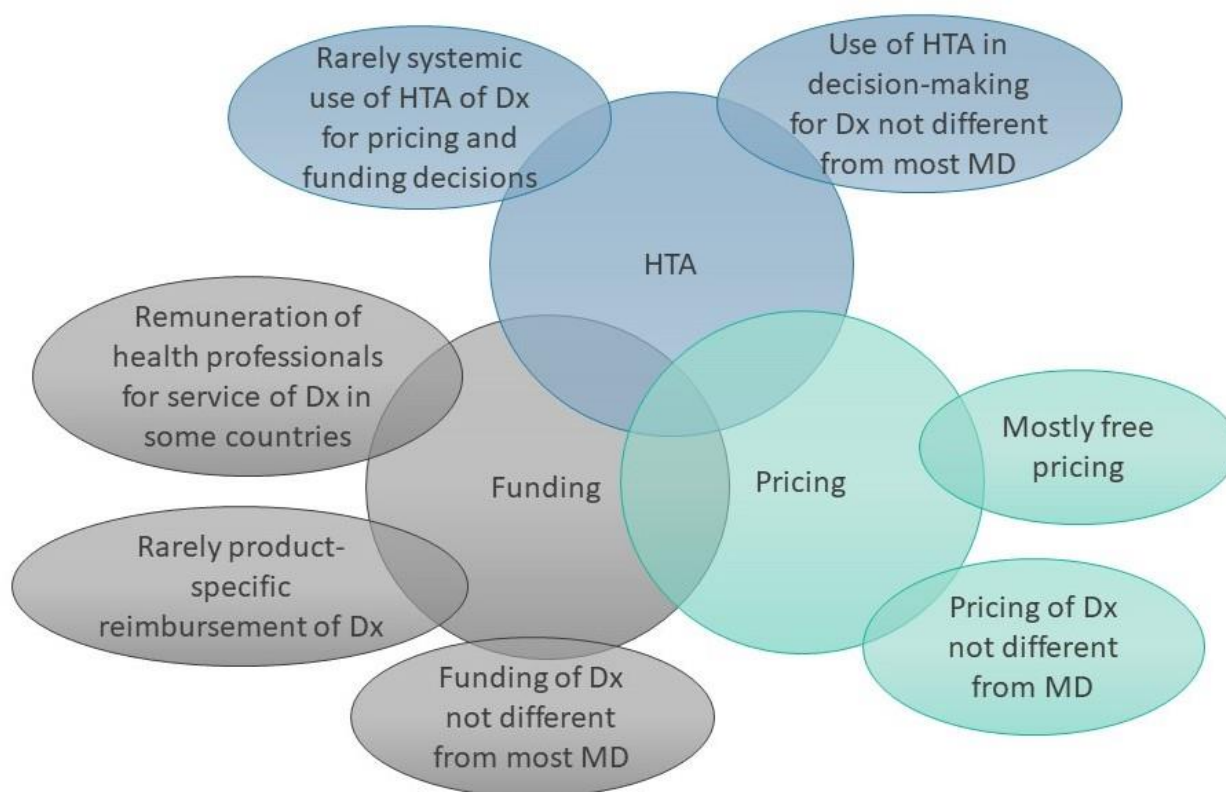 Rarely systemic
use of HTA of Dx
for pricing and
funding decisions
Use of HTA in
decision-making
for Dx not different
from most MD
HTA
Remuneration of
health professionals
for service of Dx in
some countries
Funding
Pricing
Mostly free
pricing
Rarely product-
specific
reimbursement of Dx
Pricing of Dx
not different
from MD
Funding of Dx
not different
from most MD